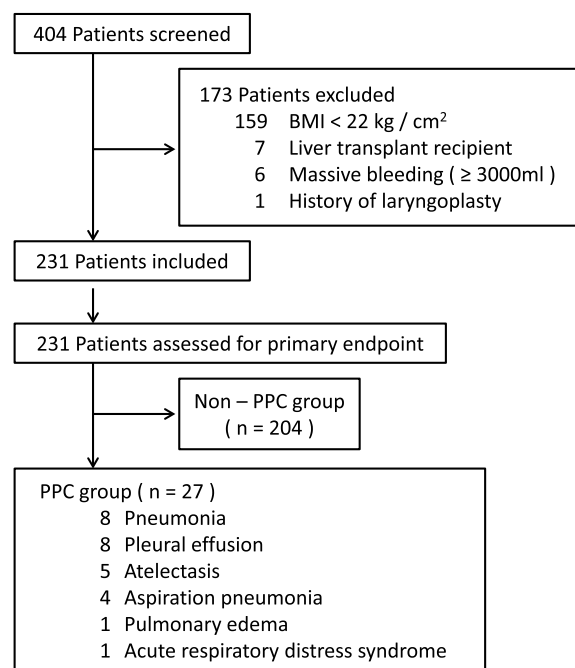 404 Patients screened
173 Patients excluded
159 BMI < 22 kg / cm²
7 Liver transplant recipient
6 Massive bleeding ( ≥ 3000ml )
1 History of laryngoplasty
231 Patients included
231 Patients assessed for primary endpoint
Non – PPC group
( n = 204 )
PPC group ( n = 27 )
8 Pneumonia
8 Pleural effusion
5 Atelectasis
4 Aspiration pneumonia
1 Pulmonary edema
1 Acute respiratory distress syndrome